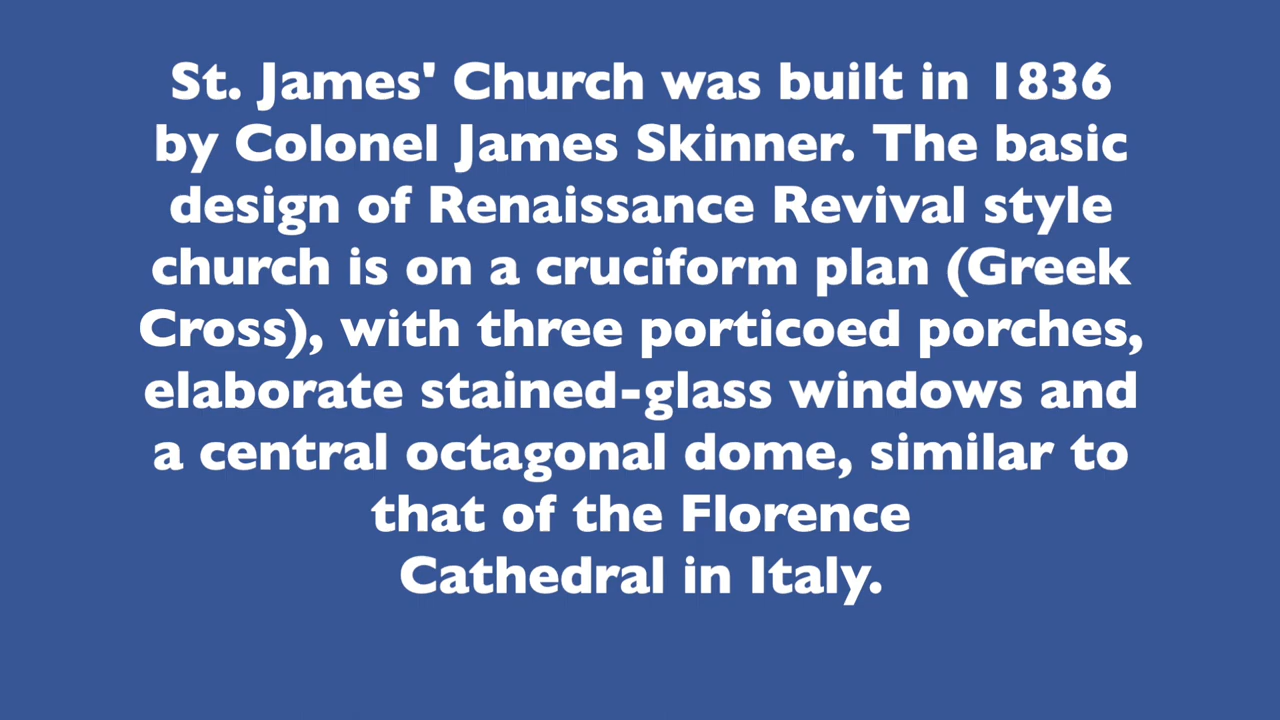 St. James' Church was built in 1836
by Colonel James Skinner. The basic
design of Renaissance Revival style
church is on a cruciform plan (Greek
Cross), with three porticoed porches,
elaborate stained-glass windows and
a central octagonal dome, similar to
that of the Florence
Cathedral in Italy.